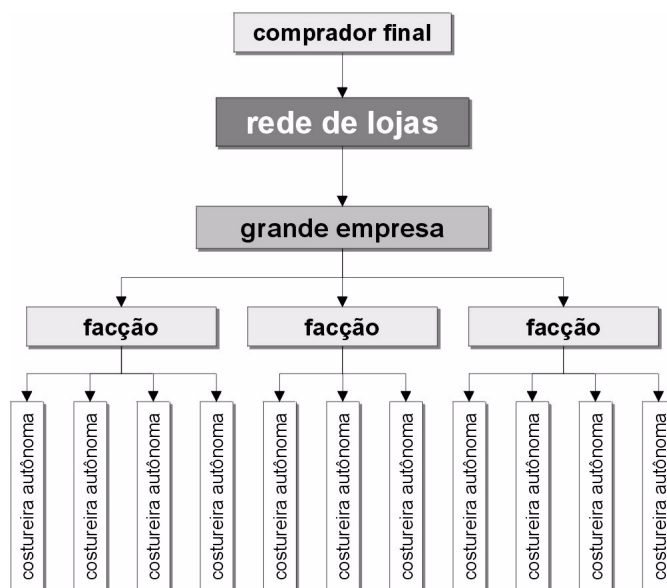 comprador final
rede de lojas
grande empresa
facção
facção
facção
costureira autônoma
costureira autônoma
costureira autônoma
costureira autônoma
costureira autônoma
costureira autônoma
costureira autônoma
costureira autônoma
costureira autônoma
costureira autônoma
costureira autônoma